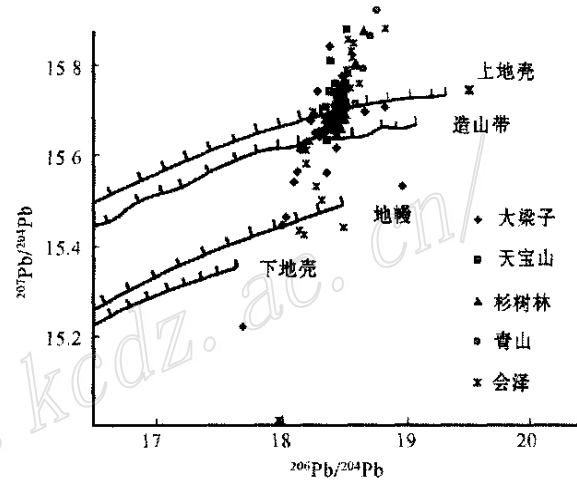 15 8
15.6
15.4
15.2
207Pb/204Pb
17
18
19
20
206Pb/204Pb
上地壳
造山带
地幔
下地壳
大梁子
天宝山
杉树林
青山
会泽
kcdz.ac.cn/